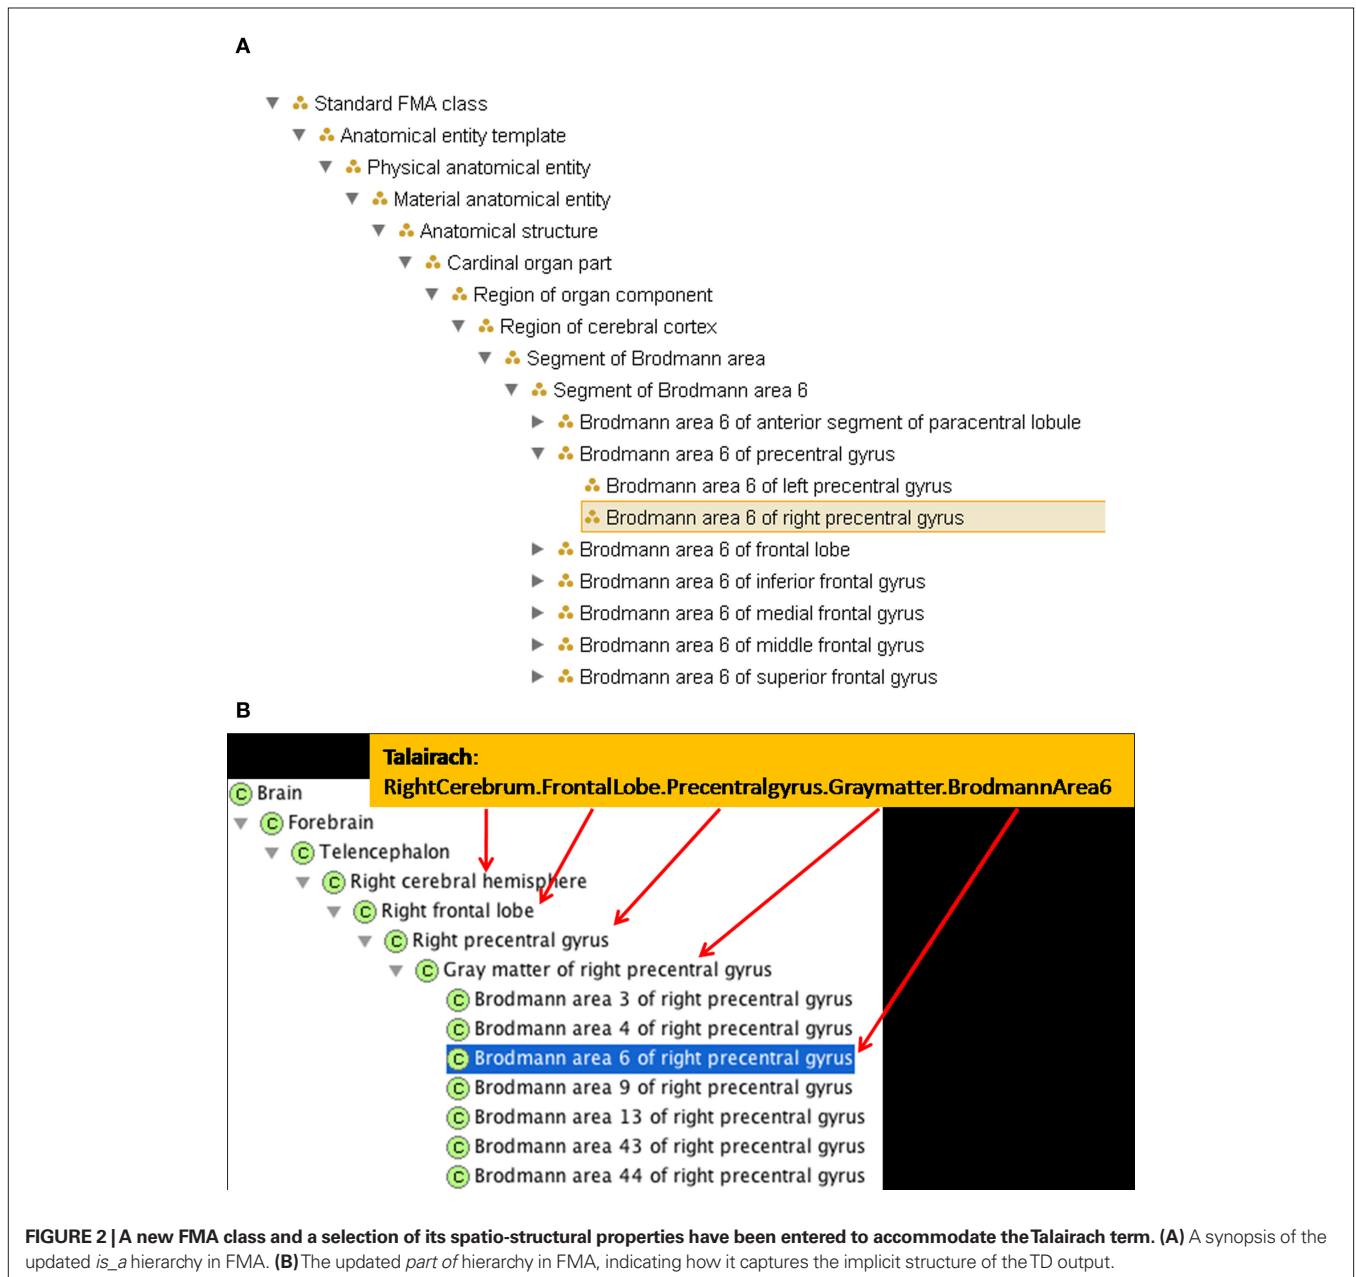 A
Standard FMA class
Anatomical entity template
Physical anatomical entity
Material anatomical entity
Anatomical structure
Cardinal organ part
Region of organ component
Region of cerebral cortex
Segment of Brodmann area
Segment of Brodmann area 6
Brodmann area 6 of anterior segment of paracentral lobule
Brodmann area 6 of precentral gyrus
Brodmann area 6 of left precentral gyrus
Brodmann area 6 of right precentral gyrus
Brodmann area 6 of frontal lobe
Brodmann area 6 of inferior frontal gyrus
Brodmann area 6 of medial frontal gyrus
Brodmann area 6 of middle frontal gyrus
Brodmann area 6 of superior frontal gyrus
B
Talairach:
RightCerebrum.FrontalLobe.Precentralgyrus.Graymatter.BrodmannArea6
C Brain
C Forebrain
C Telencephalon
C Right cerebral hemisphere
C Right frontal lobe
C Right precentral gyrus
C Gray matter of right precentral gyrus
C Brodmann area 3 of right precentral gyrus
C Brodmann area 4 of right precentral gyrus
C Brodmann area 6 of right precentral gyrus
C Brodmann area 9 of right precentral gyrus
C Brodmann area 13 of right precentral gyrus
C Brodmann area 43 of right precentral gyrus
C Brodmann area 44 of right precentral gyrus
FIGURE 2 | A new FMA class and a selection of its spatio-structural properties have been entered to accommodate the Talairach term. (A) A synopsis of the
updated is_a hierarchy in FMA. (B) The updated part of hierarchy in FMA, indicating how it captures the implicit structure of the TD output.